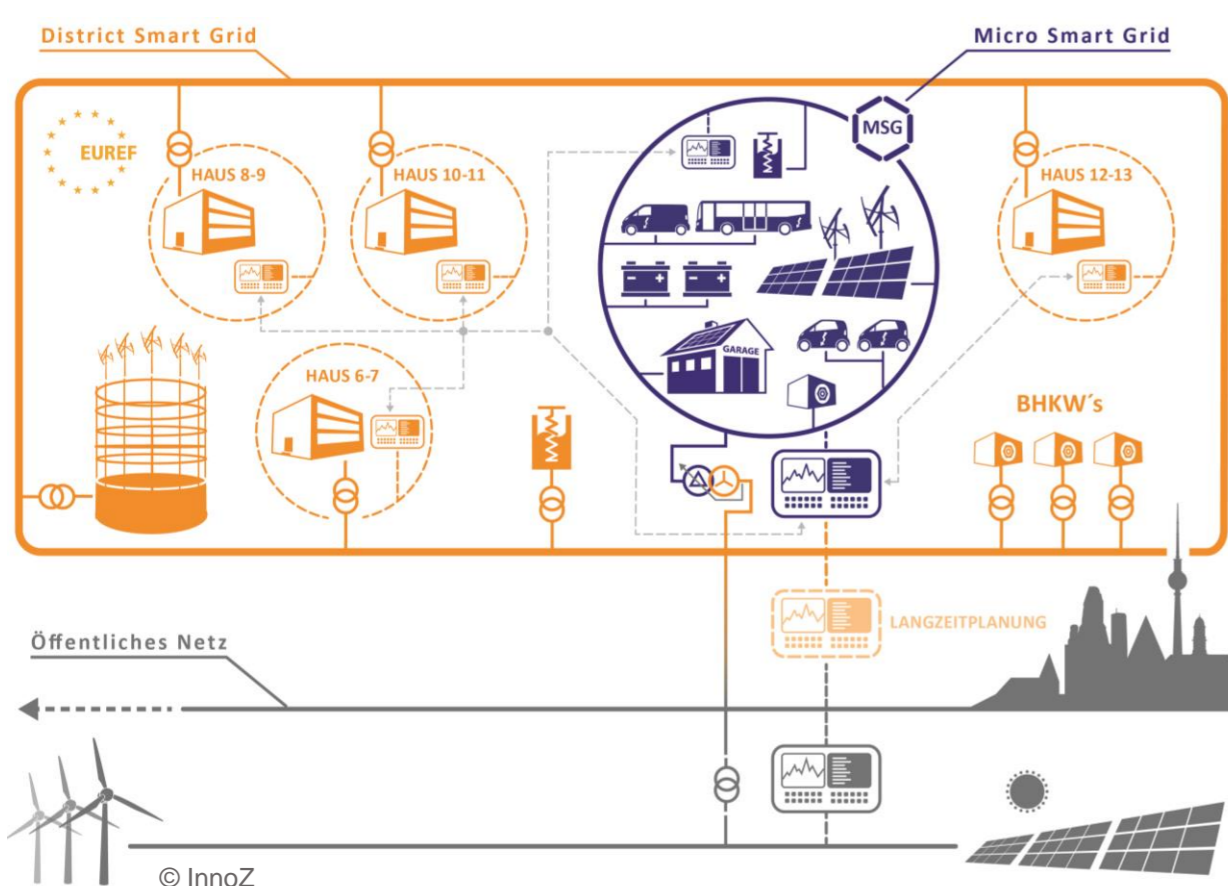 District Smart Grid
Micro Smart Grid
MSG
EUREF
HAUS 8-9
HAUS 10-11
HAUS 12-13
GARAGE
HAUS 6-7
BHKW´s
LANGZEITPLANUNG
Öffentliches Netz
© InnoZ